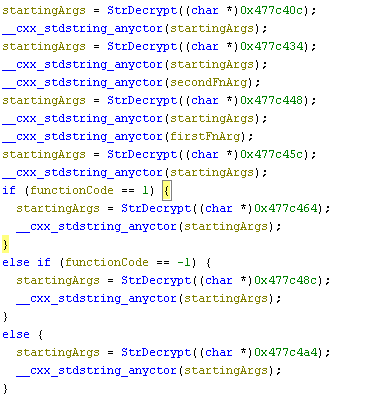 startingArgs = StrDecrypt((char *)0x477c40c);
__cxx_stdstring_anyctor(startingArgs);
startingArgs = StrDecrypt((char *)0x477c434);
__cxx_stdstring_anyctor(startingArgs);
__cxx_stdstring_anyctor(secondFnArg);
startingArgs = StrDecrypt((char *)0x477c448);
__cxx_stdstring_anyctor(startingArgs);
__cxx_stdstring_anyctor(firstFnArg);
startingArgs = StrDecrypt((char *)0x477c45c);
__cxx_stdstring_anyctor(startingArgs);
if (functionCode == 1) {
  startingArgs = StrDecrypt((char *)0x477c464);
  __cxx_stdstring_anyctor(startingArgs);
}
else if (functionCode == -1) {
  startingArgs = StrDecrypt((char *)0x477c48c);
  __cxx_stdstring_anyctor(startingArgs);
}
else {
  startingArgs = StrDecrypt((char *)0x477c4a4);
  __cxx_stdstring_anyctor(startingArgs);
}